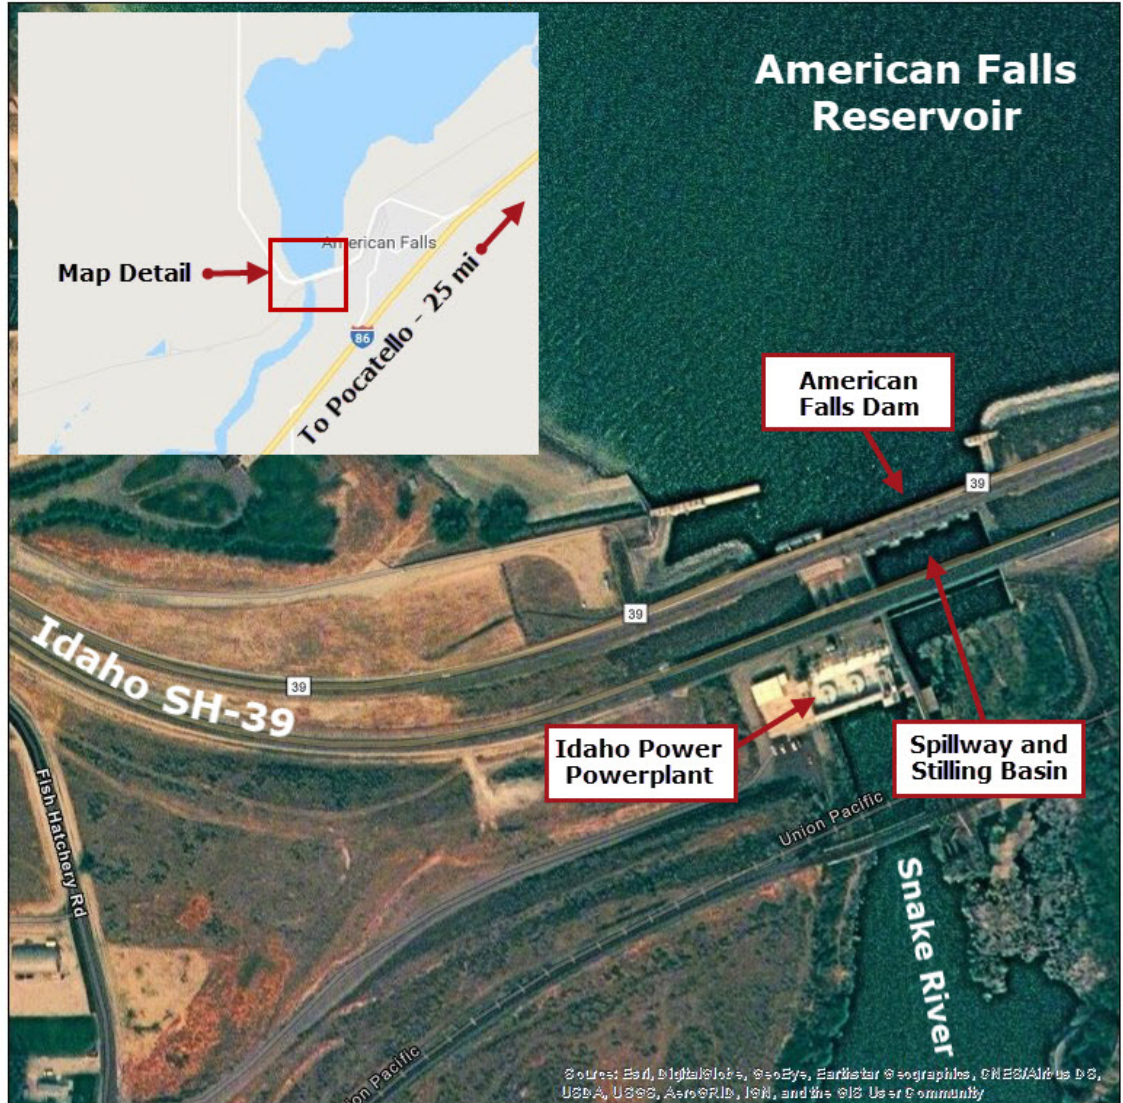 American Falls
Reservoir
American Falls
Map Detail
86
To Pocatello - 25 mi
American
Falls Dam
39
39
39
Idaho SH-39
Idaho Power
Powerplant
Spillway and
Stilling Basin
Fish Hatchery Rd
Union Pacific
Snake River
ion Pacific
Source: Esri, DigitalGlobe, GeoEye, Earthstar Geographics, CNES/Airbus DS,
USDA, USGS, AeroGRID, IGN, and the GIS User Community